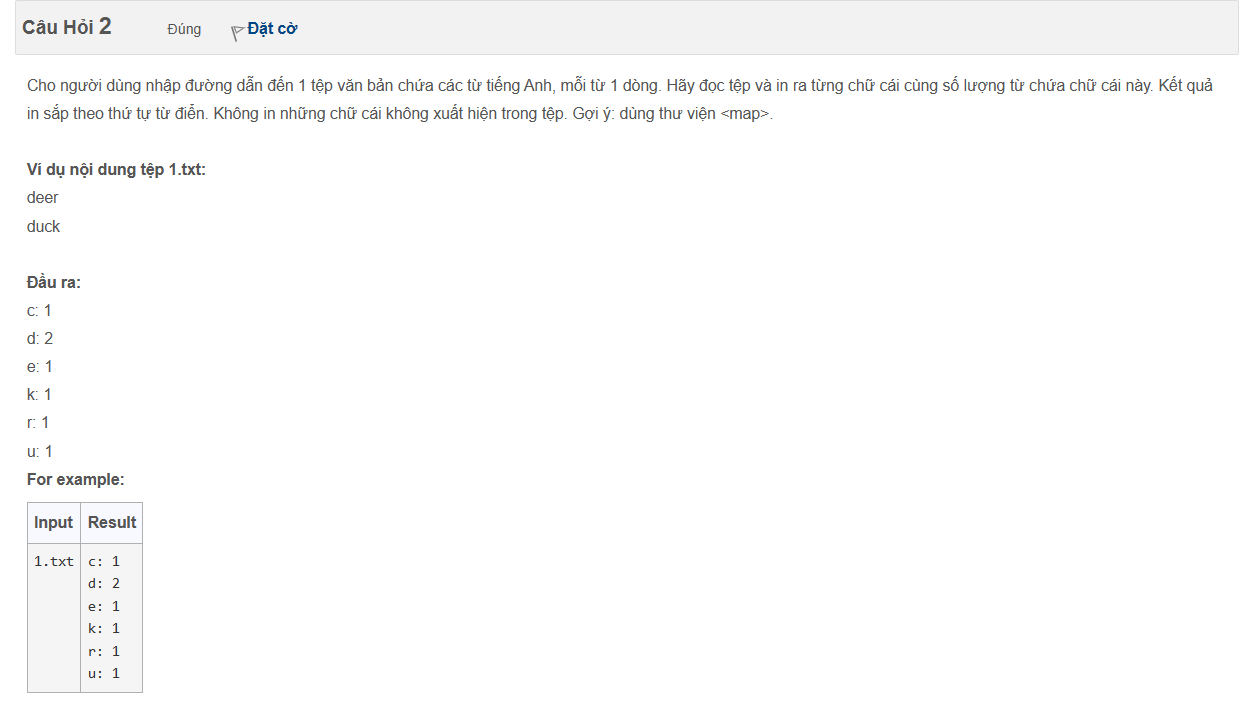 Câu Hỏi 2 Đúng Đặt cờ
Cho người dùng nhập đường dẫn đến 1 tệp văn bản chứa các từ tiếng Anh, mỗi từ 1 dòng. Hãy đọc tệp và in ra từng chữ cái cùng số lượng từ chứa chữ cái này. Kết quả
in sắp theo thứ tự từ điển. Không in những chữ cái không xuất hiện trong tệp. Gợi ý: dùng thư viện <map>.
Ví dụ nội dung tệp 1.txt:
deer
duck
Đầu ra:
c: 1
d: 2
e: 1
k: 1
r: 1
u: 1
For example:
Input Result
1.txt c: 1
d: 2
e: 1
k: 1
r: 1
u: 1